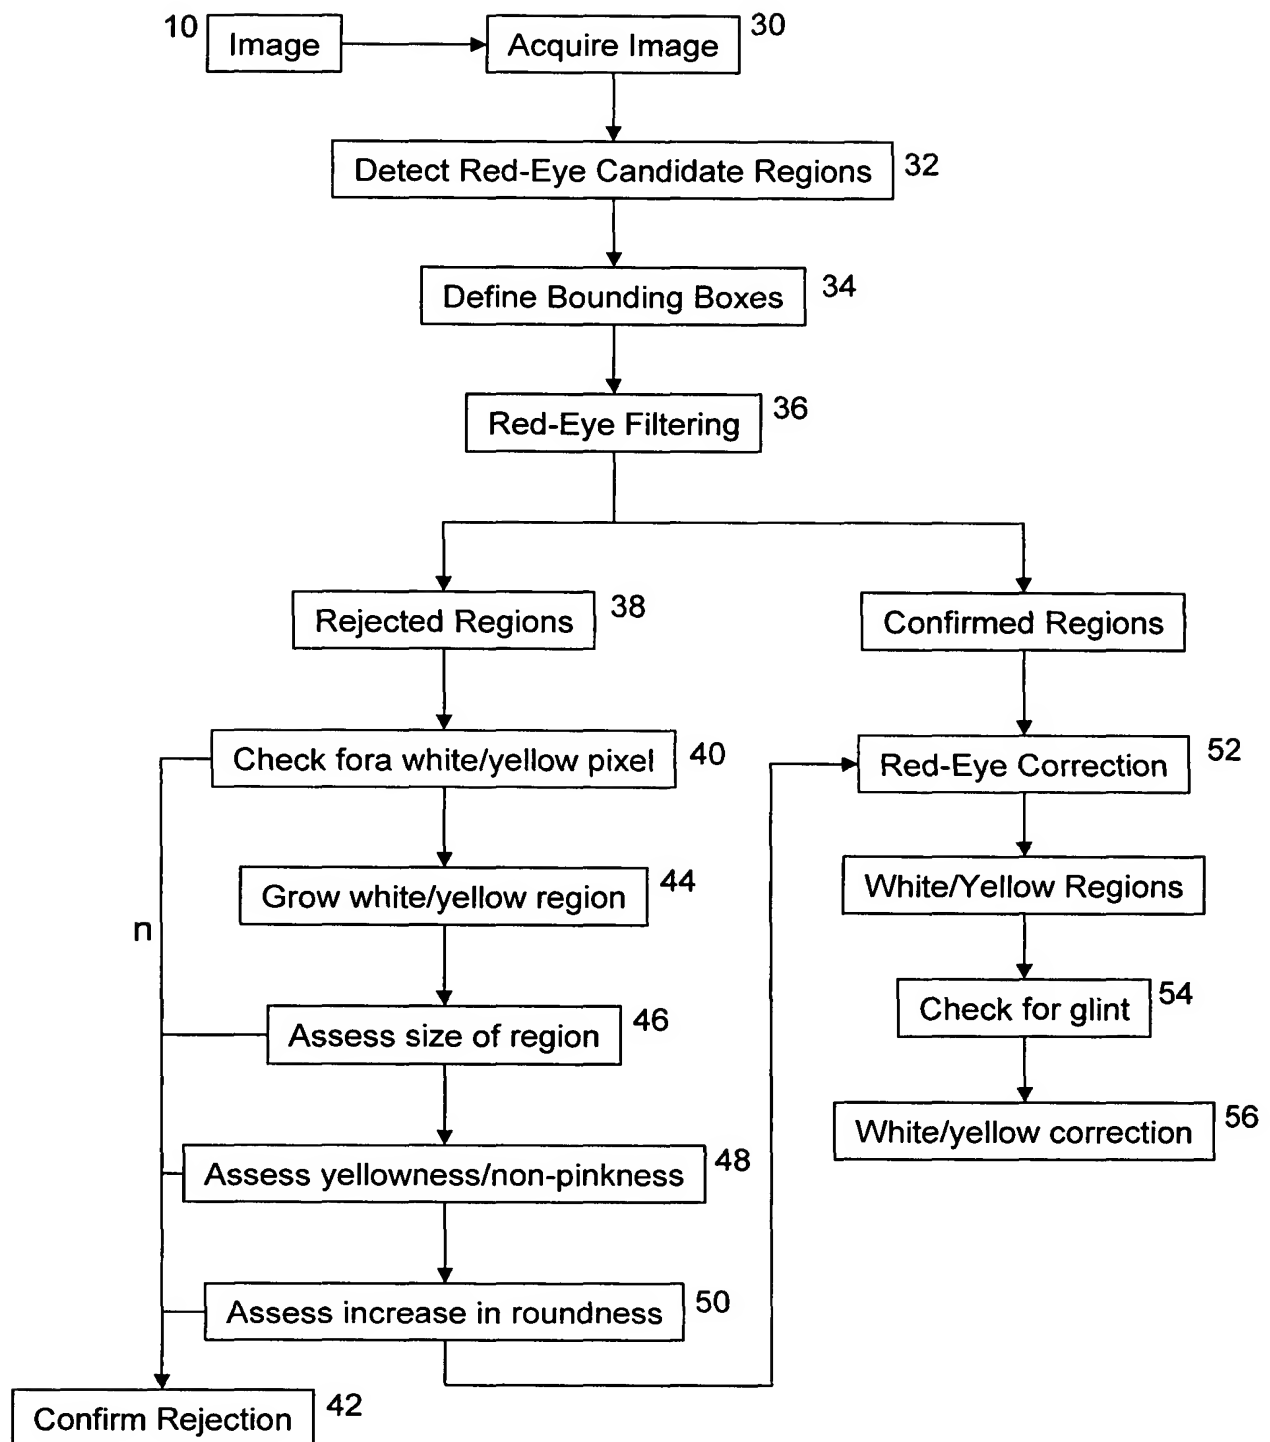 10 Image
Acquire Image 30
Detect Red-Eye Candidate Regions 32
Define Bounding Boxes 34
Red-Eye Filtering 36
Rejected Regions 38
Confirmed Regions
Check fora white/yellow pixel 40
Red-Eye Correction 52
Grow white/yellow region 44
White/Yellow Regions
n
Assess size of region 46
Check for glint 54
Assess yellowness/non-pinkness 48
White/yellow correction 56
Assess increase in roundness 50
Confirm Rejection 42